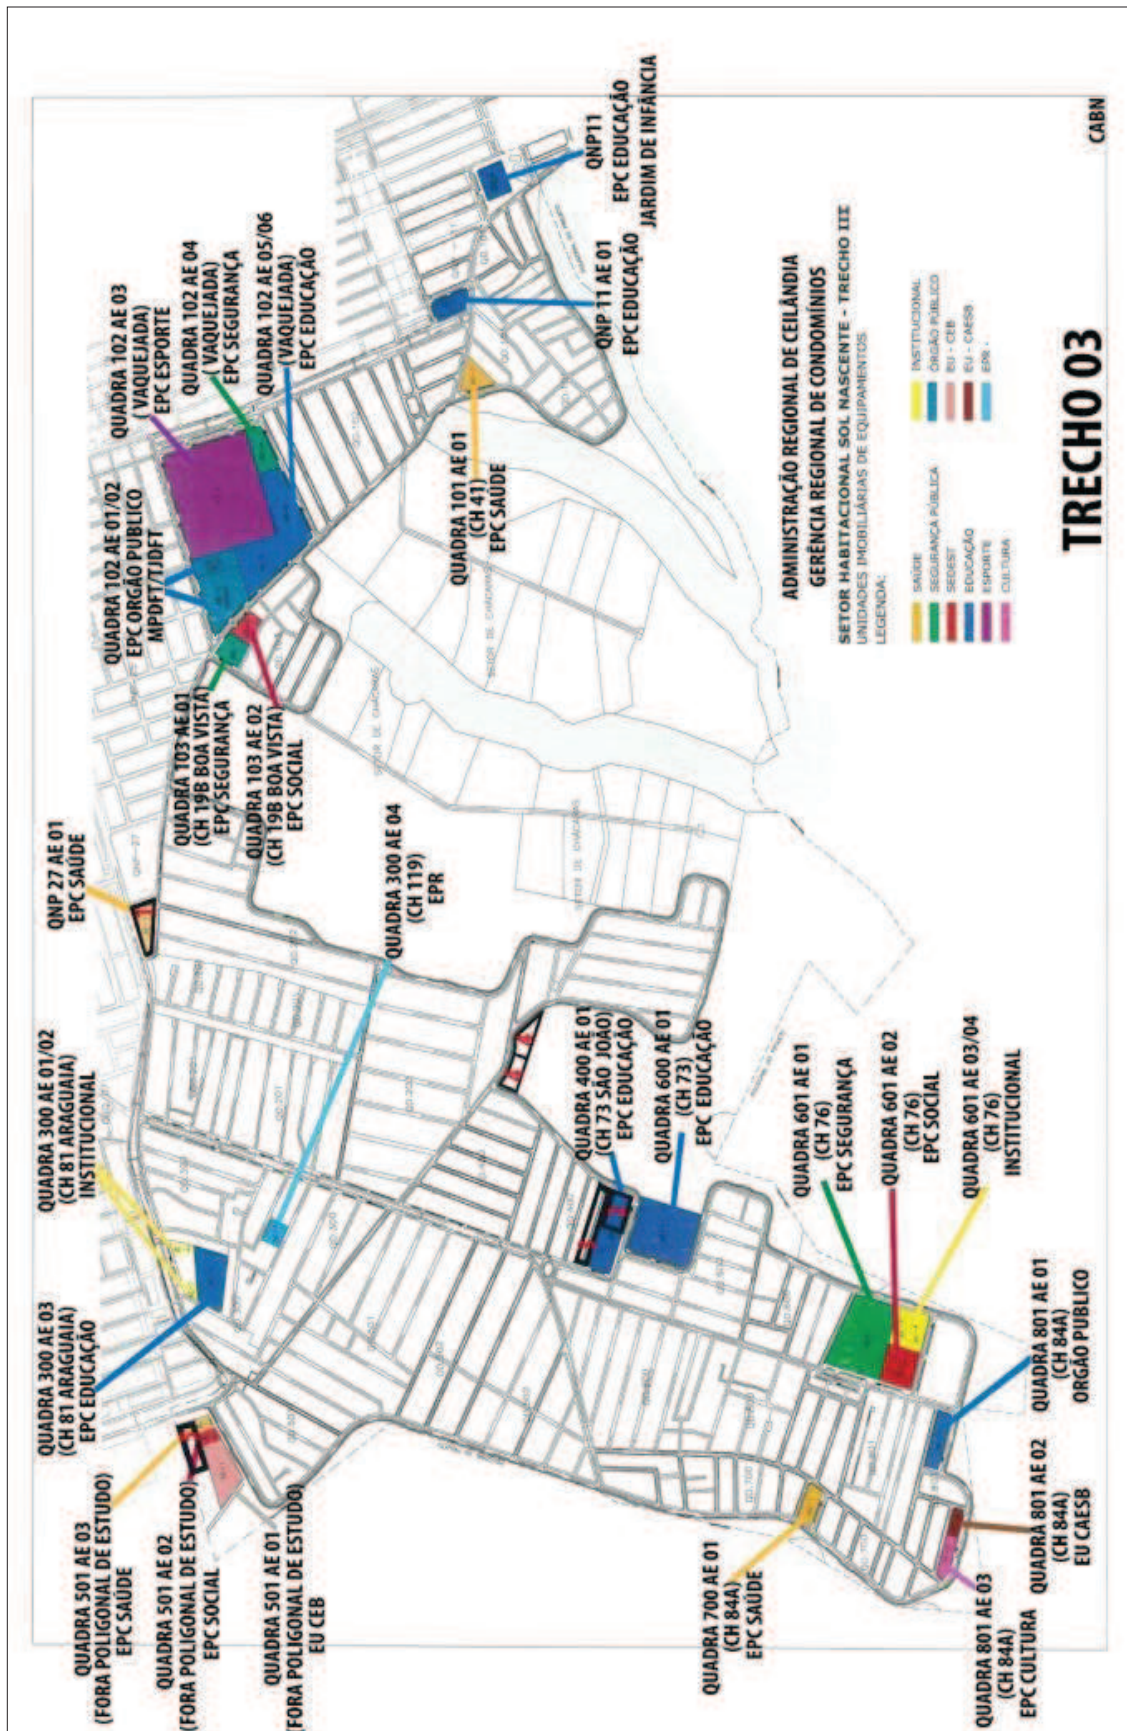 QUADRA 501 AE 03
(FORA POLIGONAL DE ESTUDO)
EPC SAÚDE
QUADRA 501 AE 02
(FORA POLIGONAL DE ESTUDO)
EPC SOCIAL
QUADRA 501 AE 01
(FORA POLIGONAL DE ESTUDO)
EU CEB
QUADRA 300 AE 03
(CH 81 ARAGUAIA)
EPC EDUCAÇÃO
QUADRA 300 AE 01/02
(CH 81 ARAGUAIA)
INSTITUCIONAL
QNP 27 AE 01
EPC SAÚDE
QUADRA 102 AE 01/02
EPC ORGÃO PUBLICO
MPDFT/TJDFT
QUADRA 102 AE 03
( VAQUEJADA)
EPC ESPORTE
QUADRA 102 AE 04
( VAQUEJADA)
EPC SEGURANÇA
QUADRA 102 AE 05/06
(VAQUEJADA)
EPC EDUCAÇÃO
QUADRA 103 AE 01
(CH 19B BOA VISTA)
EPC SEGURANÇA
QUADRA 103 AE 02
(CH 19B BOA VISTA)
EPC SOCIAL
QUADRA 300 AE 04
(CH 119)
EPR
QUADRA 101 AE 01
(CH 41)
EPC SAÚDE
QNP 11 AE 01
EPC EDUCAÇÃO
QNP11
EPC EDUCAÇÃO
JARDIM DE INFÂNCIA
SETOR DE CHÁCARAS
SETOR DE CHÁCARAS
SETOR DE CHÁCARAS
QUADRA 400 AE 01
(CH 73 SÃO JOÃO)
EPC EDUCAÇÃO
QUADRA 600 AE 01
(CH 73)
EPC EDUCAÇÃO
QUADRA 601 AE 01
(CH 76)
EPC SEGURANÇA
QUADRA 601 AE 02
(CH 76)
EPC SOCIAL
QUADRA 601 AE 03/04
(CH 76)
INSTITUCIONAL
QUADRA 700 AE 01
(CH 84A)
EPC SAÚDE
QUADRA 801 AE 03
(CH 84A)
EPC CULTURA
QUADRA 801 AE 02
(CH 84A)
EU CAESB
QUADRA 801 AE 01
(CH 84A)
ORGÃO PUBLICO
ADMINISTRAÇÃO REGIONAL DE CEILÂNDIA
GERÊNCIA REGIONAL DE CONDOMÍNIOS
SETOR HABITACIONAL SOL NASCENTE - TRECHO III
UNIDADES IMOBILIÁRIAS DE EQUIPAMENTOS
LEGENDA:
SAÚDE
SEGURANÇA PÚBLICA
SEDEST
EDUCAÇÃO
ESPORTE
CULTURA
INSTITUCIONAL
ÓRGÃO PÚBLICO
EU - CEB
EU - CAESB
EPR -
TRECHO 03
CABN